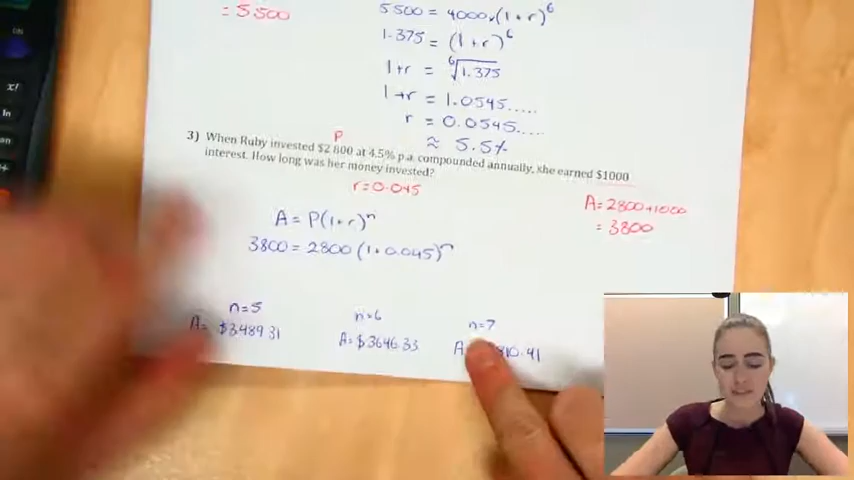 = 5500
5500 = 4000 × (1+r)^6
1.375 = (1+r)^6
1+r = ⁶√1.375
1+r = 1.0545.....
r = 0.0545.....
≈ 5.5%
P
3) When Ruby invested $2 800 at 4.5% p.a. compounded annually, she earned $1000
interest. How long was her money invested?
r=0.045
A= 2800+1000
= 3800
A = P(1+r)^n
3800 = 2800 (1+0.045)^n
n=5
A= $3489.31
n=6
A= $3646.33
n=7
x!
ln